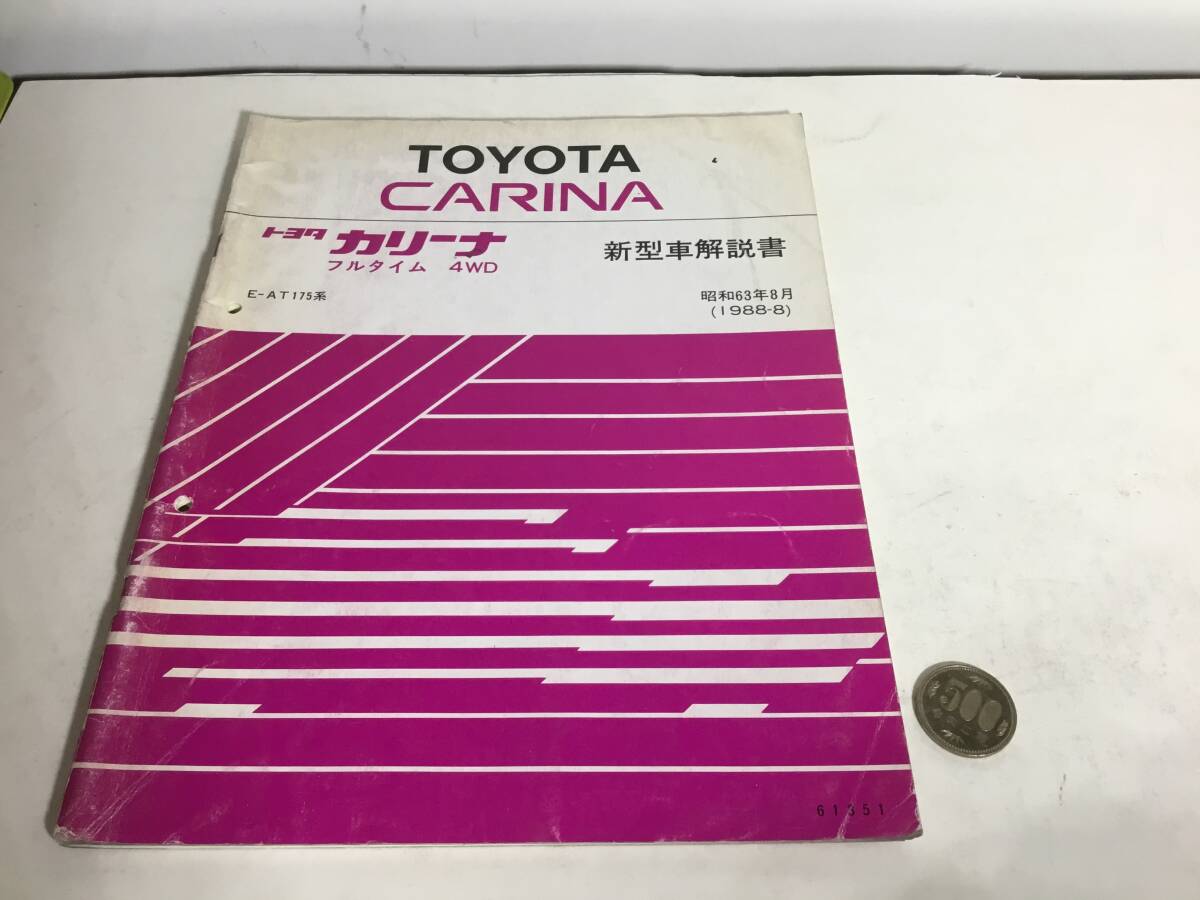 TOYOTA
CARINA
トヨタ カリーナ
フルタイム 4WD
新型車解説書
E-AT175系
昭和63年8月
(1988-8)
61351
500